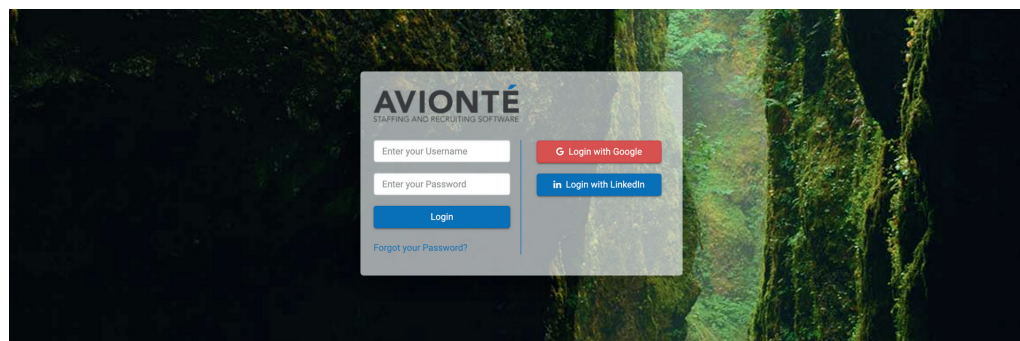 AVIONTÉ
STAFFING AND RECRUITING SOFTWARE
Enter your Username
Enter your Password
Login
Forgot your Password?
G Login with Google
in Login with LinkedIn